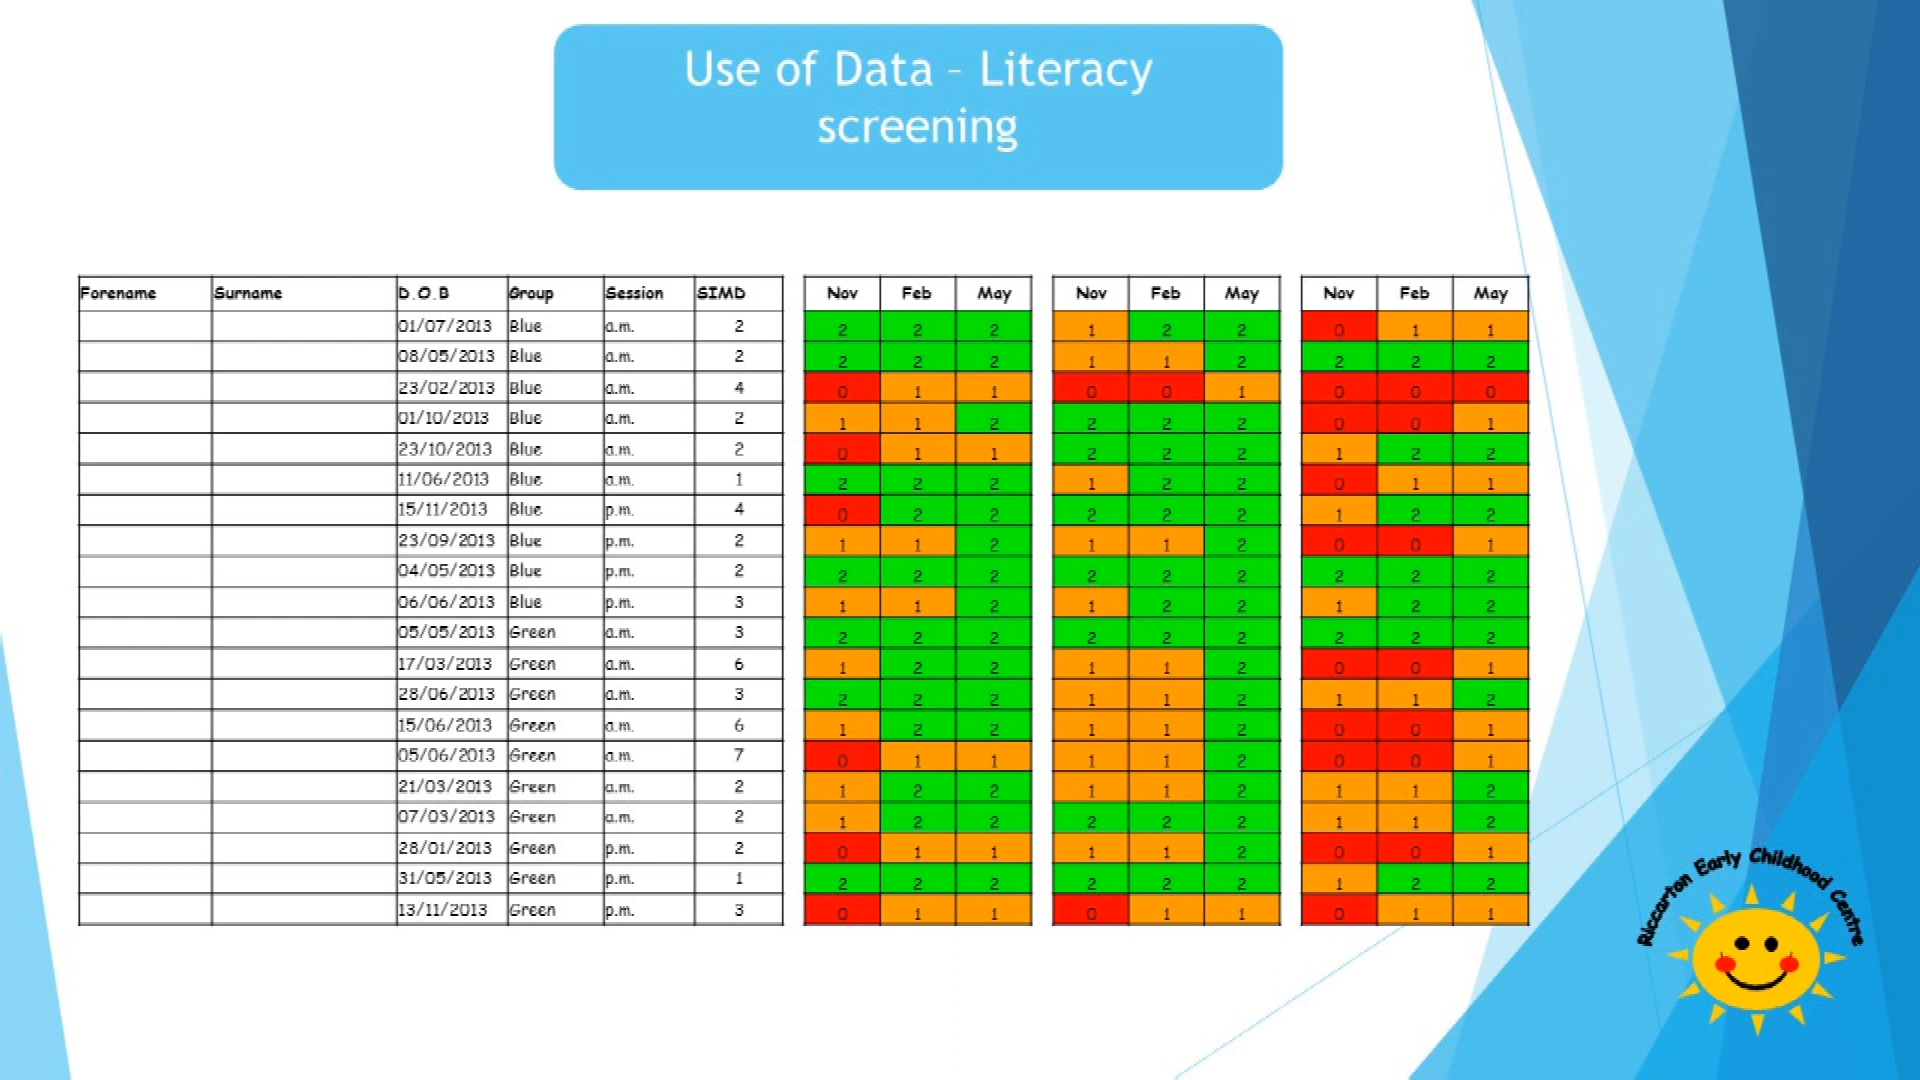 Use of Data – Literacy
screening
Forename Surname D.O.B Group Session SIMD Nov Feb May Nov Feb May Nov Feb May
01/07/2013 Blue a.m. 2 2 2 2 1 2 2 0 1 1
08/05/2013 Blue a.m. 2 2 2 2 1 1 2 2 2 2
23/02/2013 Blue a.m. 4 0 1 1 0 0 1 0 0 0
01/10/2013 Blue a.m. 2 1 1 2 2 2 2 0 0 1
23/10/2013 Blue a.m. 2 0 1 1 2 2 2 1 2 2
11/06/2013 Blue a.m. 1 2 2 2 1 2 2 0 1 1
15/11/2013 Blue p.m. 4 0 2 2 2 2 2 1 2 2
23/09/2013 Blue p.m. 2 1 1 2 1 1 2 0 0 1
04/05/2013 Blue p.m. 2 2 2 2 2 2 2 2 2 2
06/06/2013 Blue p.m. 3 1 1 2 1 2 2 1 2 2
05/05/2013 Green a.m. 3 2 2 2 2 2 2 2 2 2
17/03/2013 Green a.m. 6 1 2 2 1 1 2 0 0 1
28/06/2013 Green a.m. 3 2 2 2 1 1 2 1 1 2
15/06/2013 Green a.m. 6 1 2 2 1 1 2 0 0 1
05/06/2013 Green a.m. 7 0 1 1 1 1 2 0 0 1
21/03/2013 Green a.m. 2 1 2 2 1 1 2 1 1 2
07/03/2013 Green a.m. 2 1 2 2 2 2 2 1 1 2
28/01/2013 Green p.m. 2 0 1 1 1 1 2 0 0 1
31/05/2013 Green p.m. 1 2 2 2 2 2 2 1 2 2
13/11/2013 Green p.m. 3 0 1 1 0 1 1 0 1 1
Riccarton Early Childhood Centre